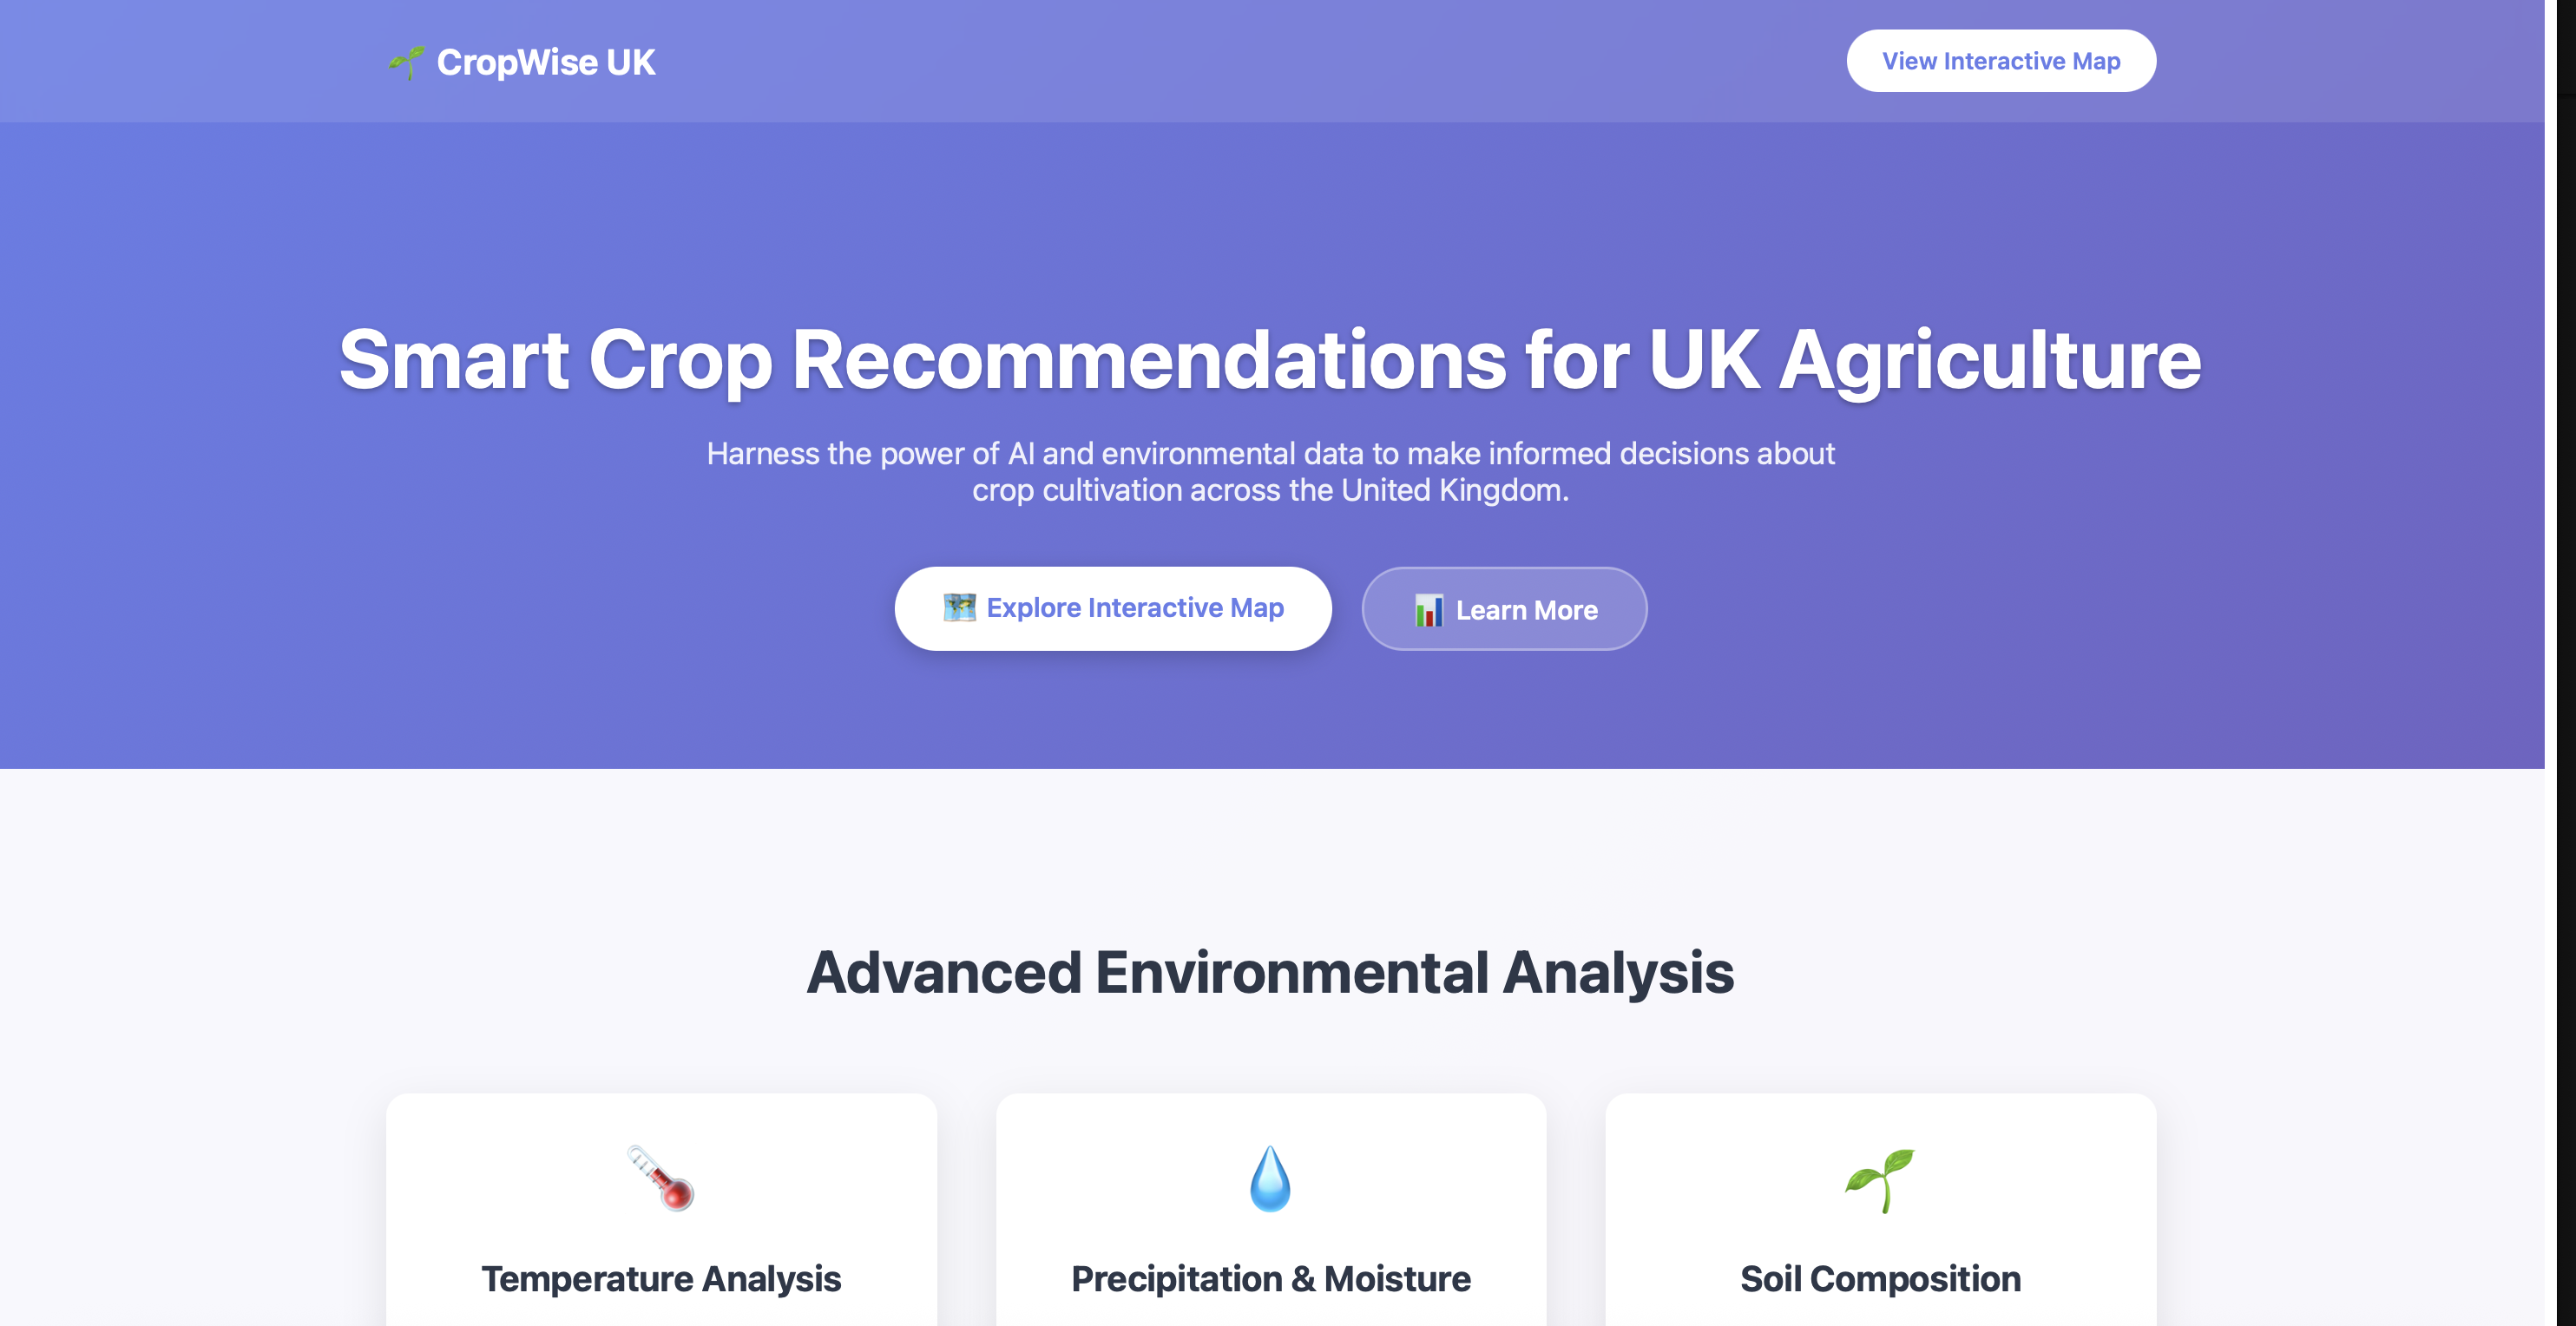 CropWise UK
View Interactive Map
Smart Crop Recommendations for UK Agriculture
Harness the power of AI and environmental data to make informed decisions about
crop cultivation across the United Kingdom.
Explore Interactive Map
Learn More
Advanced Environmental Analysis
Temperature Analysis
Precipitation & Moisture
Soil Composition